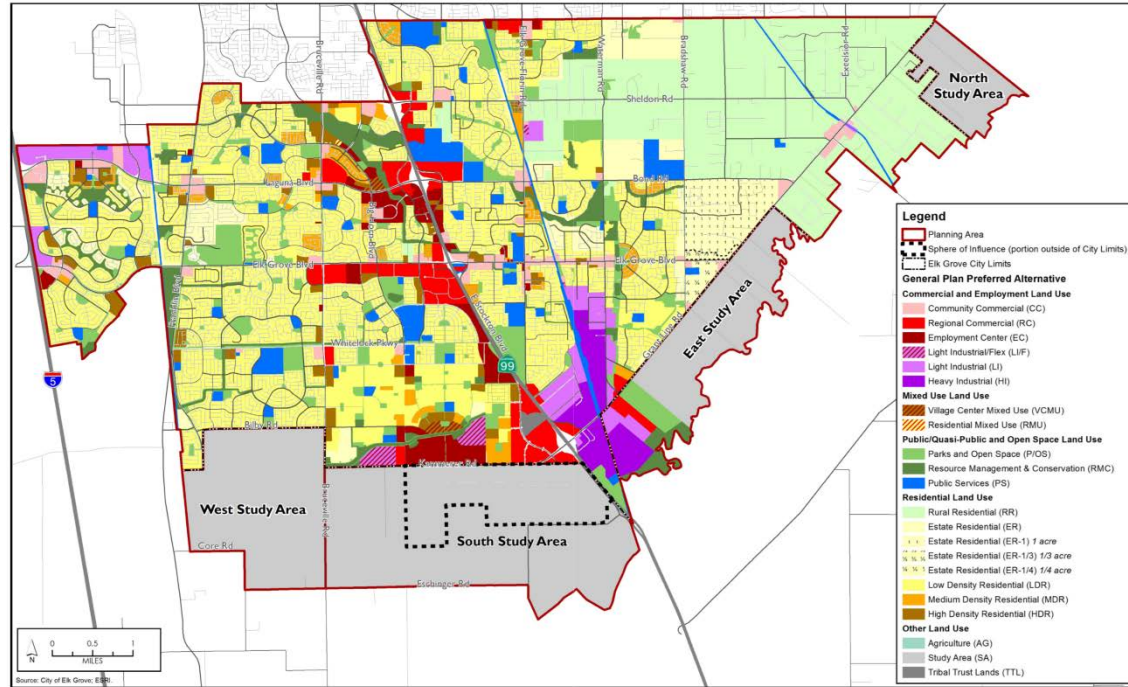 Bruceville Rd
Elk Grove-Florin Rd
Waterman Rd
Bradshaw Rd
Excelsior Rd
North
Study Area
Sheldon Rd
Laguna Blvd
Bond Rd
Big Horn Blvd
Elk Grove Blvd
Franklin Blvd
E Stockton Blvd
Grant Line Rd
East Study Area
Whitelock Pkwy
99
5
Bilby Rd
Kammerer Rd
West Study Area
Bruceville Rd
South Study Area
Core Rd
Eschinger Rd
Legend
Planning Area
Sphere of Influence (portion outside of City Limits)
Elk Grove City Limits
General Plan Preferred Alternative
Commercial and Employment Land Use
Community Commercial (CC)
Regional Commercial (RC)
Employment Center (EC)
Light Industrial/Flex (LI/F)
Light Industrial (LI)
Heavy Industrial (HI)
Mixed Use Land Use
Village Center Mixed Use (VCMU)
Residential Mixed Use (RMU)
Public/Quasi-Public and Open Space Land Use
Parks and Open Space (P/OS)
Resource Management & Conservation (RMC)
Public Services (PS)
Residential Land Use
Rural Residential (RR)
Estate Residential (ER)
Estate Residential (ER-1) 1 acre
Estate Residential (ER-1/3) 1/3 acre
Estate Residential (ER-1/4) 1/4 acre
Low Density Residential (LDR)
Medium Density Residential (MDR)
High Density Residential (HDR)
Other Land Use
Agriculture (AG)
Study Area (SA)
Tribal Trust Lands (TTL)
N
0 0.5 1
MILES
Source: City of Elk Grove; ESRI.